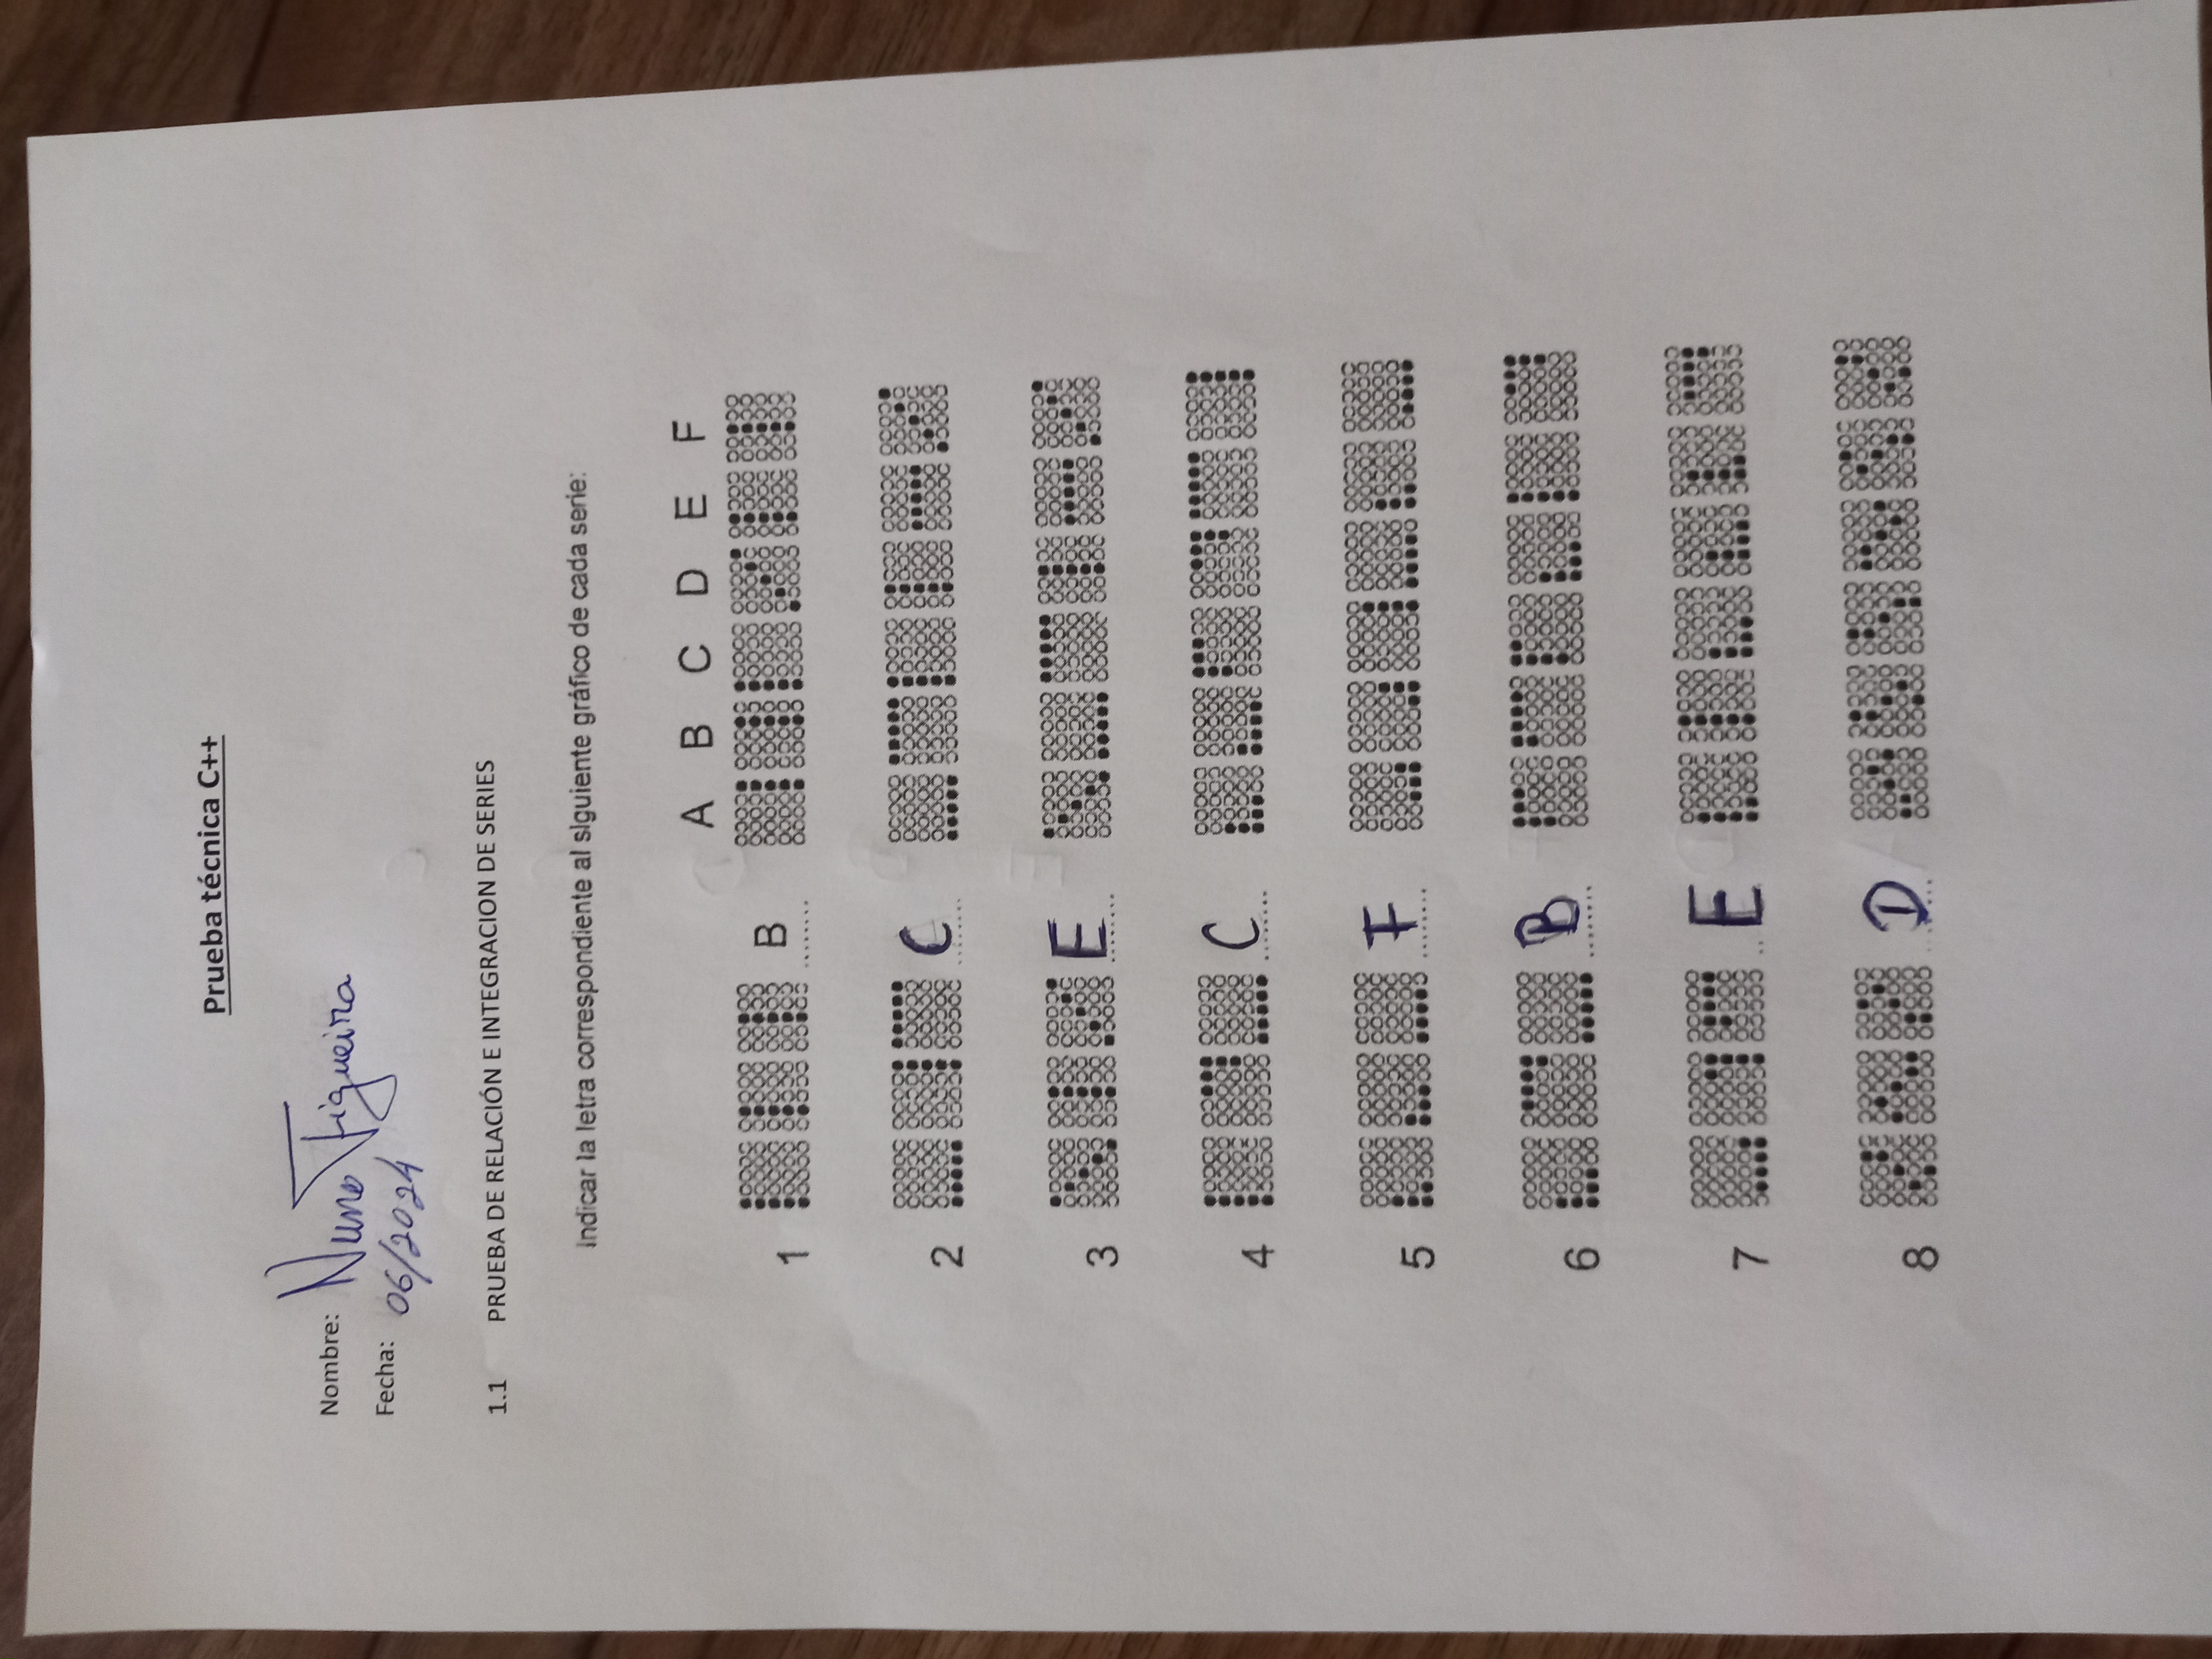 Prueba técnica C++
Nombre: Nuno Figueira
Fecha: 06/2024
1.1 PRUEBA DE RELACIÓN E INTEGRACION DE SERIES
Indicar la letra correspondiente al siguiente gráfico de cada serie:
A B C D E F
1 B
2 C
3 E
4 C
5 F
6 B
7 E
8 D